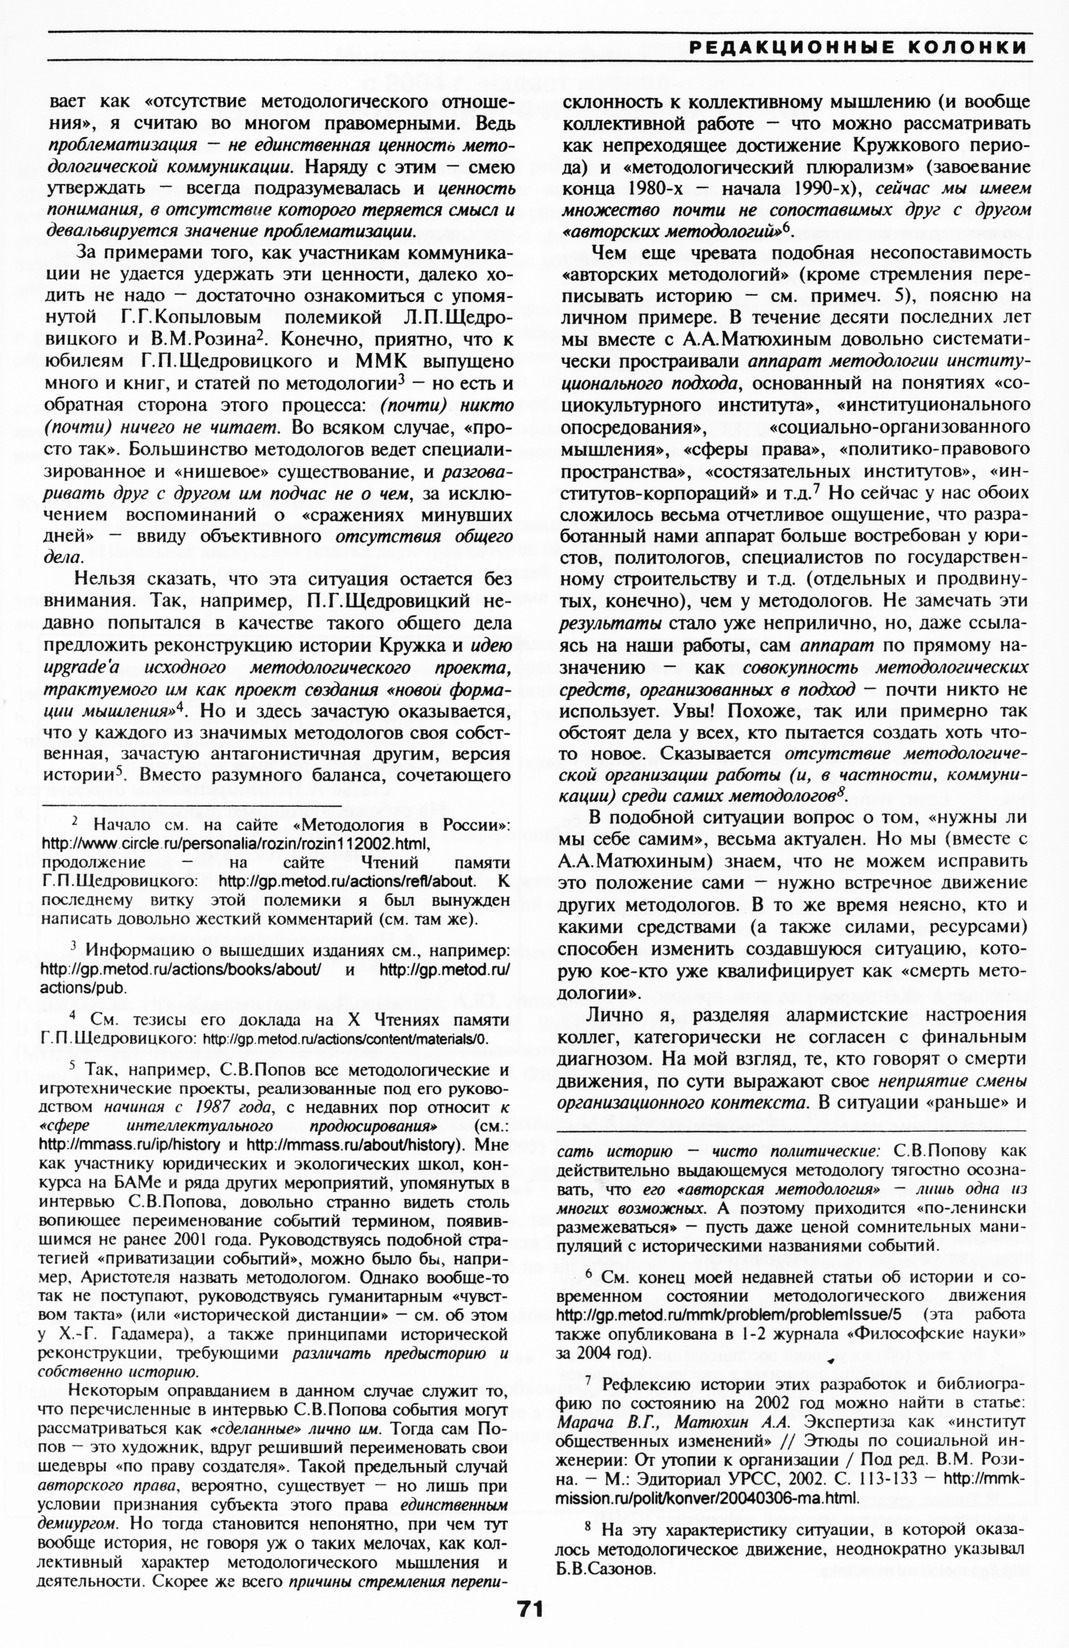 РЕДАКЦИОННЫЕ КОЛОНКИ
вает как «отсутствие методологического отноше-
ния», я считаю во многом правомерными. Ведь
проблематизация — не единственная ценность мето-
дологической коммуникации. Наряду с этим — смею
утверждать — всегда подразумевалась и ценность
понимания, в отсутствие которого теряется смысл и
девальвируется значение проблематизации.
За примерами того, как участникам коммуника-
ции не удается удержать эти ценности, далеко хо-
дить не надо — достаточно ознакомиться с упомя-
нутой Г.Г.Копыловым полемикой Л.П.Щедро-
вицкого и В.М.Розина2. Конечно, приятно, что к
юбилеям Г.П.Щедровицкого и ММК выпущено
много и книг, и статей по методологии3 — но есть и
обратная сторона этого процесса: (почти) никто
(почти) ничего не читает. Во всяком случае, «про-
сто так». Большинство методологов ведет специали-
зированное и «нишевое» существование, и разгова-
ривать друг с другом им подчас не о чем, за исклю-
чением воспоминаний о «сражениях минувших
дней» — ввиду объективного отсутствия общего
дела.
Нельзя сказать, что эта ситуация остается без
внимания. Так, например, П.Г.Щедровицкий не-
давно попытался в качестве такого общего дела
предложить реконструкцию истории Кружка и идею
upgrade'а исходного методологического проекта,
трактуемого им как проект создания «новой форма-
ции мышления»4. Но и здесь зачастую оказывается,
что у каждого из значимых методологов своя собст-
венная, зачастую антагонистичная другим, версия
истории5. Вместо разумного баланса, сочетающего
2 Начало см. на сайте «Методология в России»:
http://www.circle.ru/personalia/rozin/rozin112002.html,
продолжение — на сайте Чтений памяти
Г.П.Щедровицкого: http://gp.metod.ru/actions/refl/about. К
последнему витку этой полемики я был вынужден
написать довольно жесткий комментарий (см. там же).
3 Информацию о вышедших изданиях см., например:
http://gp.metod.ru/actions/books/about/ и http://gp.metod.ru/
actions/pub.
4 См. тезисы его доклада на X Чтениях памяти
Г.П.Щедровицкого: http://gp.metod.ru/actions/content/materials/0.
5 Так, например, С.В.Попов все методологические и
игротехнические проекты, реализованные под его руково-
дством начиная с 1987 года, с недавних пор относит к
«сфере интеллектуального продюсирования» (см.:
http://mmass.ru/ip/history и http://mmass.ru/about/history). Мне
как участнику юридических и экологических школ, кон-
курса на БАМе и ряда других мероприятий, упомянутых в
интервью С.В.Попова, довольно странно видеть столь
вопиющее переименование событий термином, появив-
шимся не ранее 2001 года. Руководствуясь подобной стра-
тегией «приватизации событий», можно было бы, напри-
мер, Аристотеля назвать методологом. Однако вообще-то
так не поступают, руководствуясь гуманитарным «чувст-
вом такта» (или «исторической дистанции» — см. об этом
у Х.-Г. Гадамера), а также принципами исторической
реконструкции, требующими различать предысторию и
собственно историю.
Некоторым оправданием в данном случае служит то,
что перечисленные в интервью С.В.Попова события могут
рассматриваться как «сделанные» лично им. Тогда сам По-
пов — это художник, вдруг решивший переименовать свои
шедевры «по праву создателя». Такой предельный случай
авторского права, вероятно, существует — но лишь при
условии признания субъекта этого права единственным
демиургом. Но тогда становится непонятно, при чем тут
вообще история, не говоря уж о таких мелочах, как кол-
лективный характер методологического мышления и
деятельности. Скорее же всего причины стремления перепи-
склонность к коллективному мышлению (и вообще
коллективной работе — что можно рассматривать
как непреходящее достижение Кружкового перио-
да) и «методологический плюрализм» (завоевание
конца 1980-х — начала 1990-х), сейчас мы имеем
множество почти не сопоставимых друг с другом
«авторских методологий»6.
Чем еще чревата подобная несопоставимость
«авторских методологий» (кроме стремления пере-
писывать историю — см. примеч. 5), поясню на
личном примере. В течение десяти последних лет
мы вместе с А.А.Матюхиным довольно системати-
чески простраивали аппарат методологии институ-
ционального подхода, основанный на понятиях «со-
циокультурного института», «институционального
опосредования», «социально-организованного
мышления», «сферы права», «политико-правового
пространства», «состязательных институтов», «ин-
ститутов-корпораций» и т.д.7 Но сейчас у нас обоих
сложилось весьма отчетливое ощущение, что разра-
ботанный нами аппарат больше востребован у юри-
стов, политологов, специалистов по государствен-
ному строительству и т.д. (отдельных и продвину-
тых, конечно), чем у методологов. Не замечать эти
результаты стало уже неприлично, но, даже ссыла-
ясь на наши работы, сам аппарат по прямому на-
значению — как совокупность методологических
средств, организованных в подход — почти никто не
использует. Увы! Похоже, так или примерно так
обстоят дела у всех, кто пытается создать хоть что-
то новое. Сказывается отсутствие методологиче-
ской организации работы (и, в частности, коммуни-
кации) среди самих методологов8.
В подобной ситуации вопрос о том, «нужны ли
мы себе самим», весьма актуален. Но мы (вместе с
А.А.Матюхиным) знаем, что не можем исправить
это положение сами — нужно встречное движение
других методологов. В то же время неясно, кто и
какими средствами (а также силами, ресурсами)
способен изменить создавшуюся ситуацию, кото-
рую кое-кто уже квалифицирует как «смерть мето-
дологии».
Лично я, разделяя алармистские настроения
коллег, категорически не согласен с финальным
диагнозом. На мой взгляд, те, кто говорят о смерти
движения, по сути выражают свое неприятие смены
организационного контекста. В ситуации «раньше» и
сать историю — чисто политические: С.В.Попову как
действительно выдающемуся методологу тягостно осозна-
вать, что его «авторская методология» — лишь одна из
многих возможных. А поэтому приходится «по-ленински
размежеваться» — пусть даже ценой сомнительных мани-
пуляций с историческими названиями событий.
6 См. конец моей недавней статьи об истории и со-
временном состоянии методологического движения
http://gp.metod.ru/mmk/problem/problemIssue/5 (эта работа
также опубликована в 1-2 журнала «Философские науки»
за 2004 год).
7 Рефлексию истории этих разработок и библиогра-
фию по состоянию на 2002 год можно найти в статье:
Марача В.Г., Матюхин А.А. Экспертиза как «институт
общественных изменений» // Этюды по социальной ин-
женерии: От утопии к организации / Под ред. В.М. Рози-
на. — М.: Эдиториал УРСС, 2002. С. 113-133 — http://mmk-
mission.ru/polit/konver/20040306-ma.html.
8 На эту характеристику ситуации, в которой оказа-
лось методологическое движение, неоднократно указывал
Б.В.Сазонов.
71